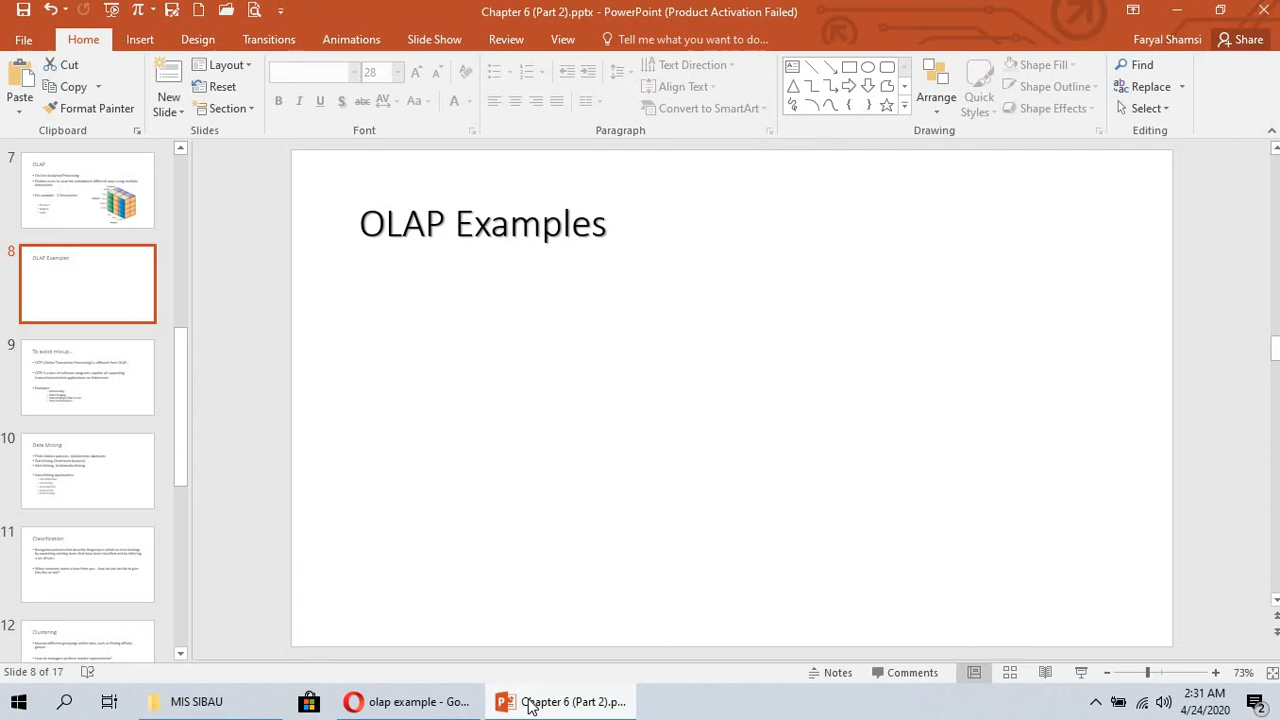 Chapter 6 (Part 2).pptx - PowerPoint (Product Activation Failed)
File Home Insert Design Transitions Animations Slide Show Review View Tell me what you want to do... Faryal Shamsi Share
Paste
Cut
Copy
Format Painter
Clipboard
New Slide
Layout
Reset
Section
Slides
28
B I U S abc AV Aa A
Font
Text Direction
Align Text
Convert to SmartArt
Paragraph
Arrange
Quick Styles
Shape Fill
Shape Outline
Shape Effects
Drawing
Find
Replace
Select
Editing
7
OLAP
8
OLAP Examples
9
10
Data Mining
11
Classification
12
Clustering
OLAP Examples
Slide 8 of 17
Notes Comments 73%
MIS SIBAU
olap example - Go...
Chapter 6 (Part 2).p...
2:31 AM
4/24/2020
2